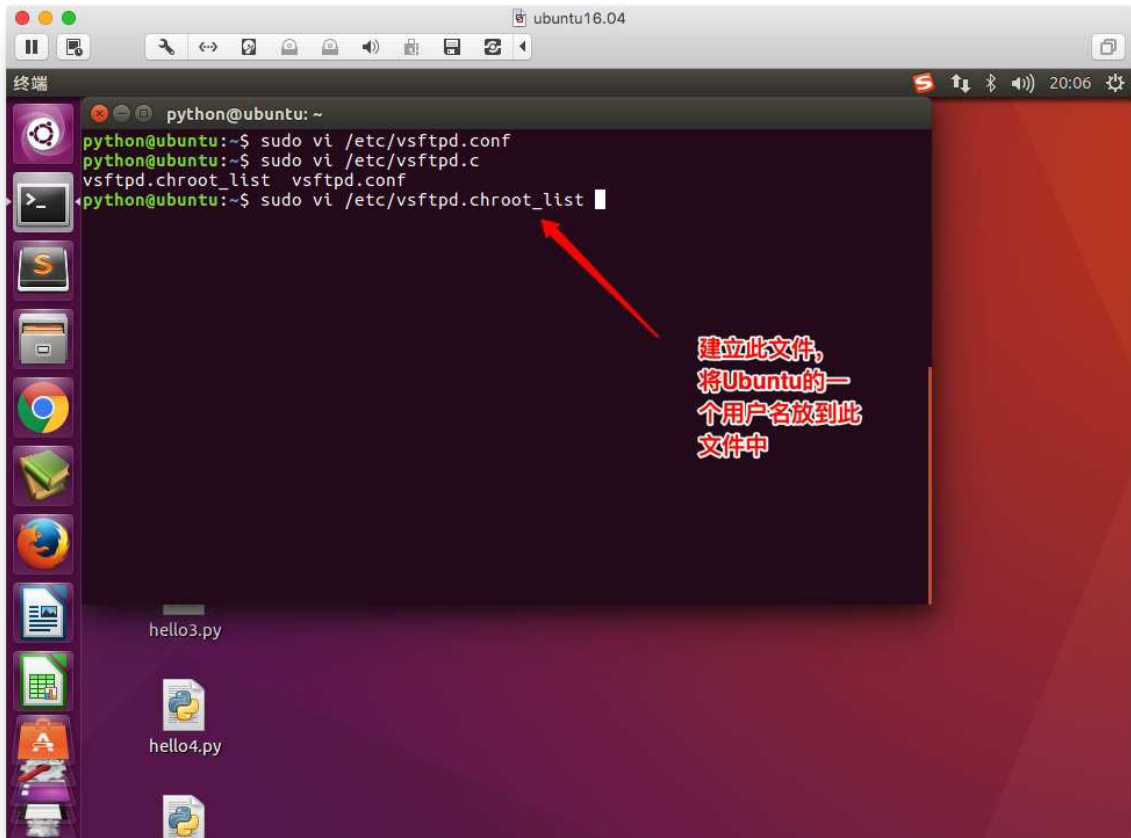 ubuntu16.04
终端
20:06
python@ubuntu: ~
python@ubuntu:~$ sudo vi /etc/vsftpd.conf
python@ubuntu:~$ sudo vi /etc/vsftpd.c
vsftpd.chroot_list  vsftpd.conf
python@ubuntu:~$ sudo vi /etc/vsftpd.chroot_list
建立此文件，
将Ubuntu的一
个用户名放到此
文件中
hello3.py
hello4.py